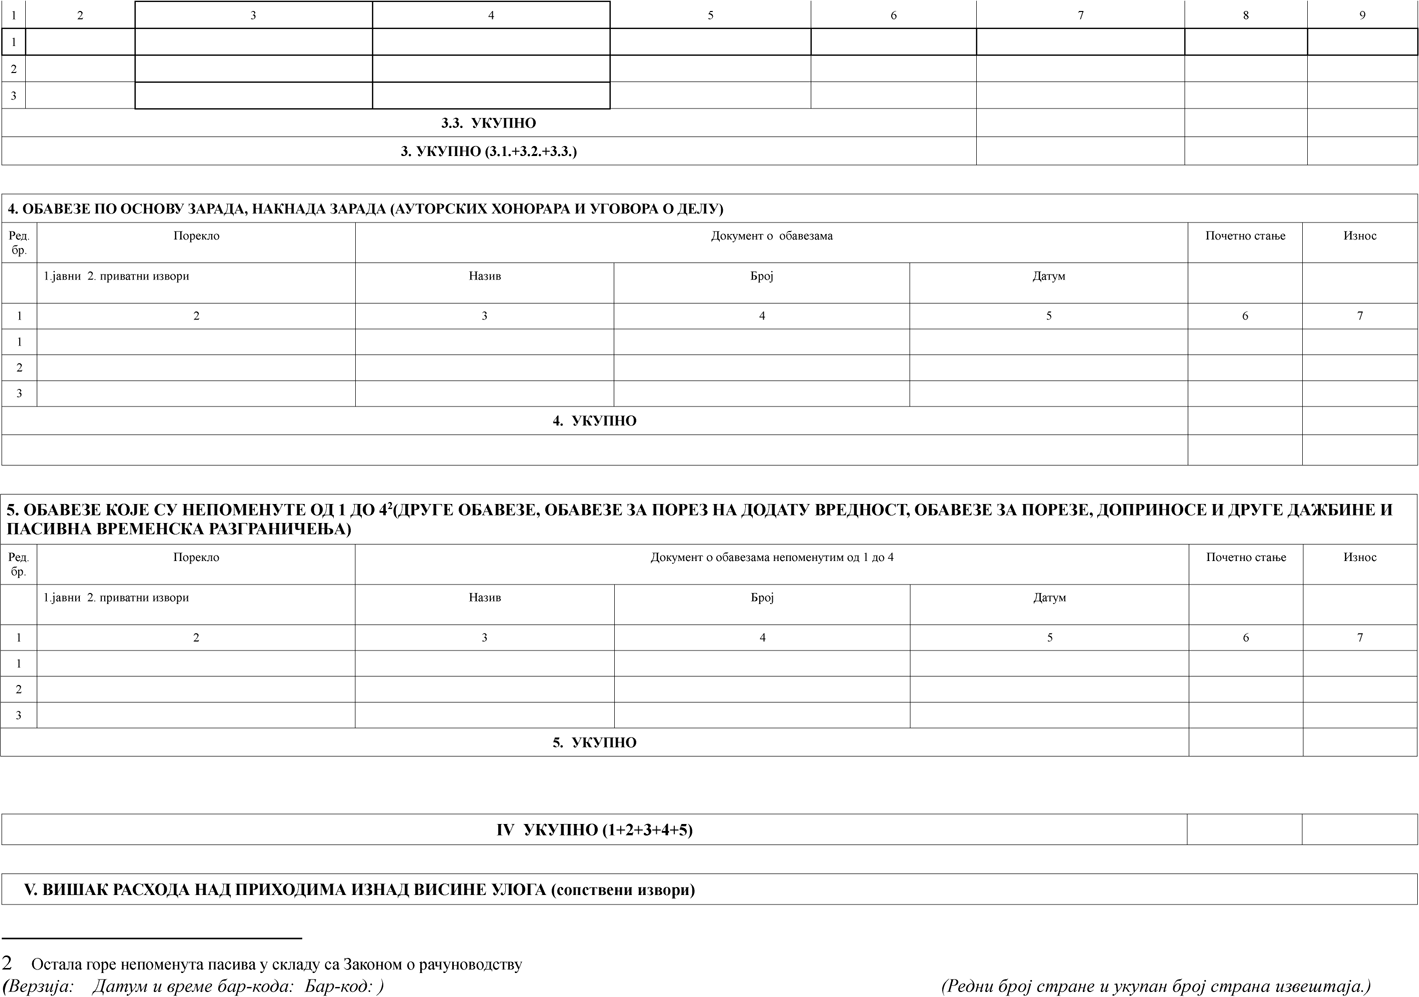 1 2 3 4 5 6 7 8 9
1
2
3
3.3. УКУПНО
3. УКУПНО (3.1.+3.2.+3.3.)
4. ОБАВЕЗЕ ПО ОСНОВУ ЗАРАДА, НАКНАДА ЗАРАДА (АУТОРСКИХ ХОНОРАРА И УГОВОРА О ДЕЛУ)
Ред. бр. Порекло Документ о обавезама Почетно стање Износ
1.јавни 2. приватни извори Назив Број Датум
1 2 3 4 5 6 7
1
2
3
4. УКУПНО
5. ОБАВЕЗЕ КОЈЕ СУ НЕПОМЕНУТЕ ОД 1 ДО 4²(ДРУГЕ ОБАВЕЗЕ, ОБАВЕЗЕ ЗА ПОРЕЗ НА ДОДАТУ ВРЕДНОСТ, ОБАВЕЗЕ ЗА ПОРЕЗЕ, ДОПРИНОСЕ И ДРУГЕ ДАЖБИНЕ И
ПАСИВНА ВРЕМЕНСКА РАЗГРАНИЧЕЊА)
Ред. бр. Порекло Документ о обавезама непоменутим од 1 до 4 Почетно стање Износ
1.јавни 2. приватни извори Назив Број Датум
1 2 3 4 5 6 7
1
2
3
5. УКУПНО
IV УКУПНО (1+2+3+4+5)
V. ВИШАК РАСХОДА НАД ПРИХОДИМА ИЗНАД ВИСИНЕ УЛОГА (сопствени извори)
2 Остала горе непоменута пасива у складу са Законом о рачуноводству
(Верзија: Датум и време бар-кода: Бар-код: ) (Редни број стране и укупан број страна извештаја.)